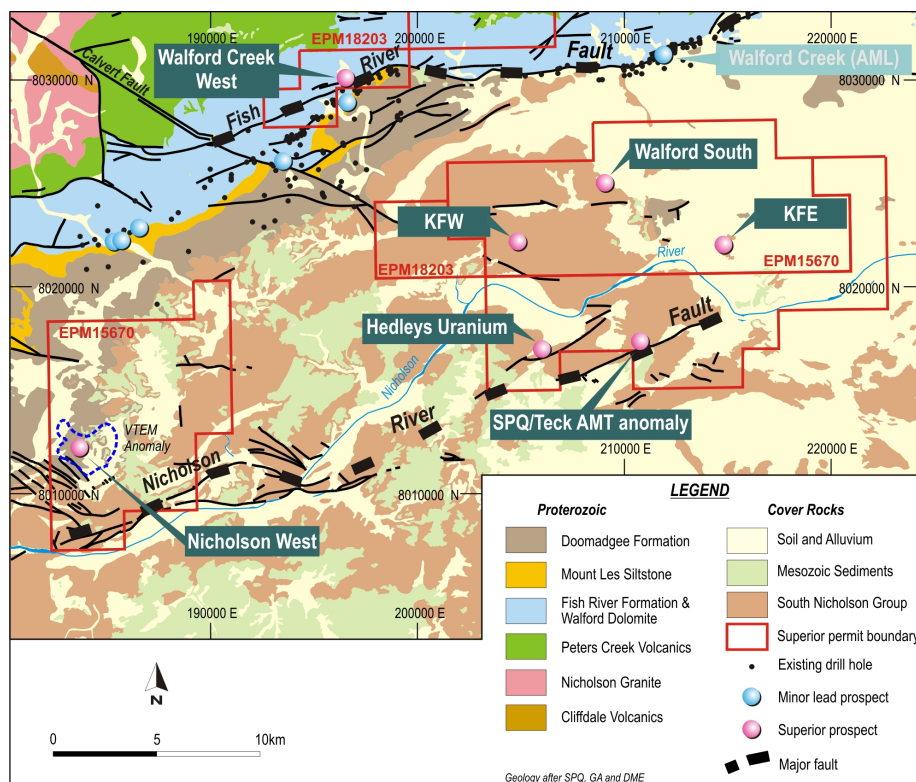 190000 E
200000 E
210000 E
220000 E
EPM18203
Walford Creek
West
Calvert Fault
River
Fault
Fish
Walford Creek (AML)
8030000 N
8030000 N
Walford South
KFW
KFE
River
EPM18203
EPM15670
8020000 N
8020000 N
EPM15670
Hedleys Uranium
Fault
Nicholson
River
SPQ/Teck AMT anomaly
VTEM
Anomaly
Nicholson
210000 E
220000 E
8010000 N
8010000 N
Nicholson West
190000 E
200000 E
N
0
5
10km
LEGEND
Proterozoic
Doomadgee Formation
Mount Les Siltstone
Fish River Formation &
Walford Dolomite
Peters Creek Volcanics
Nicholson Granite
Cliffdale Volcanics
Cover Rocks
Soil and Alluvium
Mesozoic Sediments
South Nicholson Group
Superior permit boundary
Existing drill hole
Minor lead prospect
Superior prospect
Major fault
Geology after SPQ, GA and DME